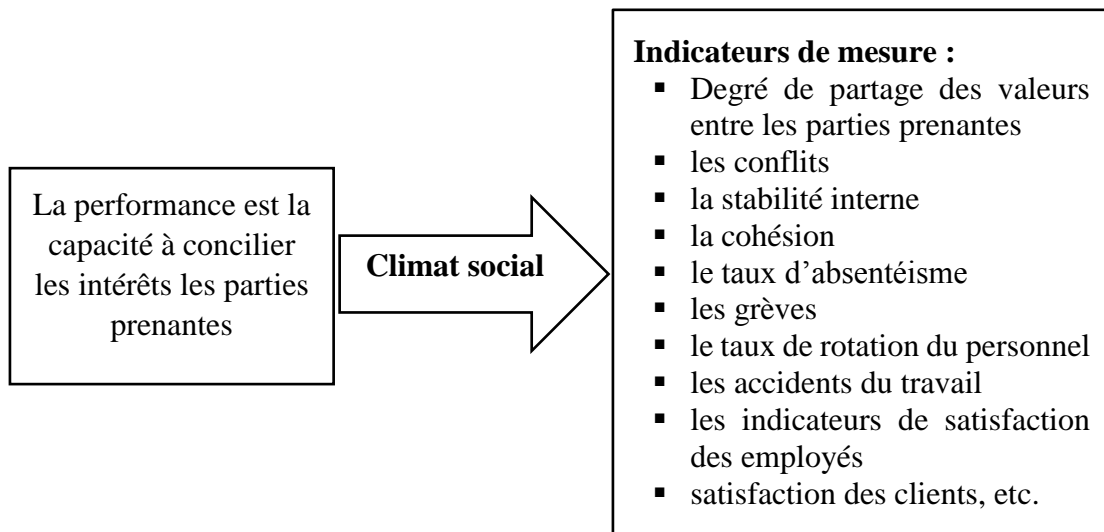 La performance est la
capacité à concilier
les intérêts les parties
prenantes
Climat social
Indicateurs de mesure :
▪ Degré de partage des valeurs
entre les parties prenantes
▪ les conflits
▪ la stabilité interne
▪ la cohésion
▪ le taux d’absentéisme
▪ les grèves
▪ le taux de rotation du personnel
▪ les accidents du travail
▪ les indicateurs de satisfaction
des employés
▪ satisfaction des clients, etc.